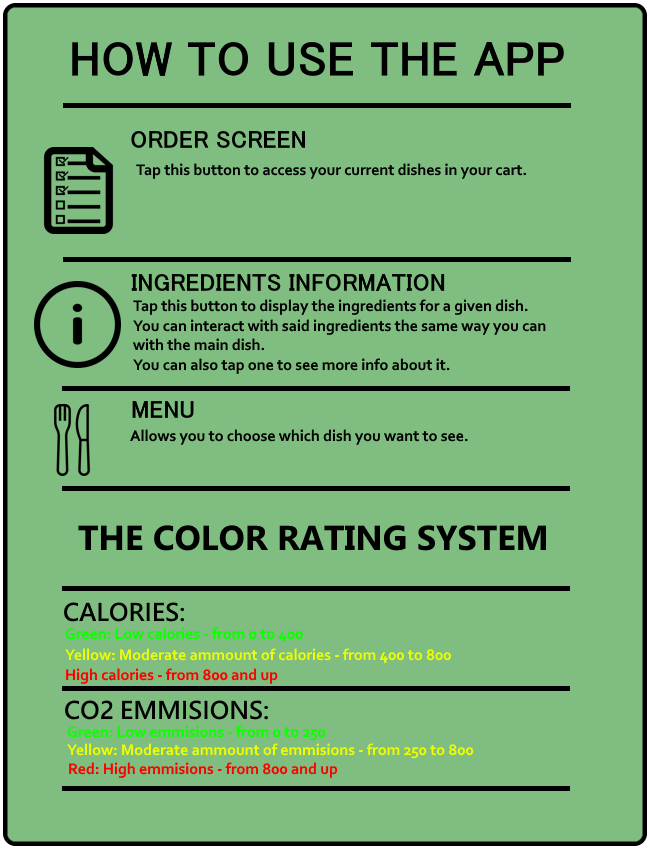 HOW TO USE THE APP
ORDER SCREEN
Tap this button to access your current dishes in your cart.
INGREDIENTS INFORMATION
Tap this button to display the ingredients for a given dish.
You can interact with said ingredients the same way you can
with the main dish.
You can also tap one to see more info about it.
MENU
Allows you to choose which dish you want to see.
THE COLOR RATING SYSTEM
CALORIES:
Green: Low calories - from 0 to 400
Yellow: Moderate ammount of calories - from 400 to 800
High calories - from 800 and up
CO2 EMMISIONS:
Green: Low emmisions - from 0 to 250
Yellow: Moderate ammount of emmisions - from 250 to 800
Red: High emmisions - from 800 and up